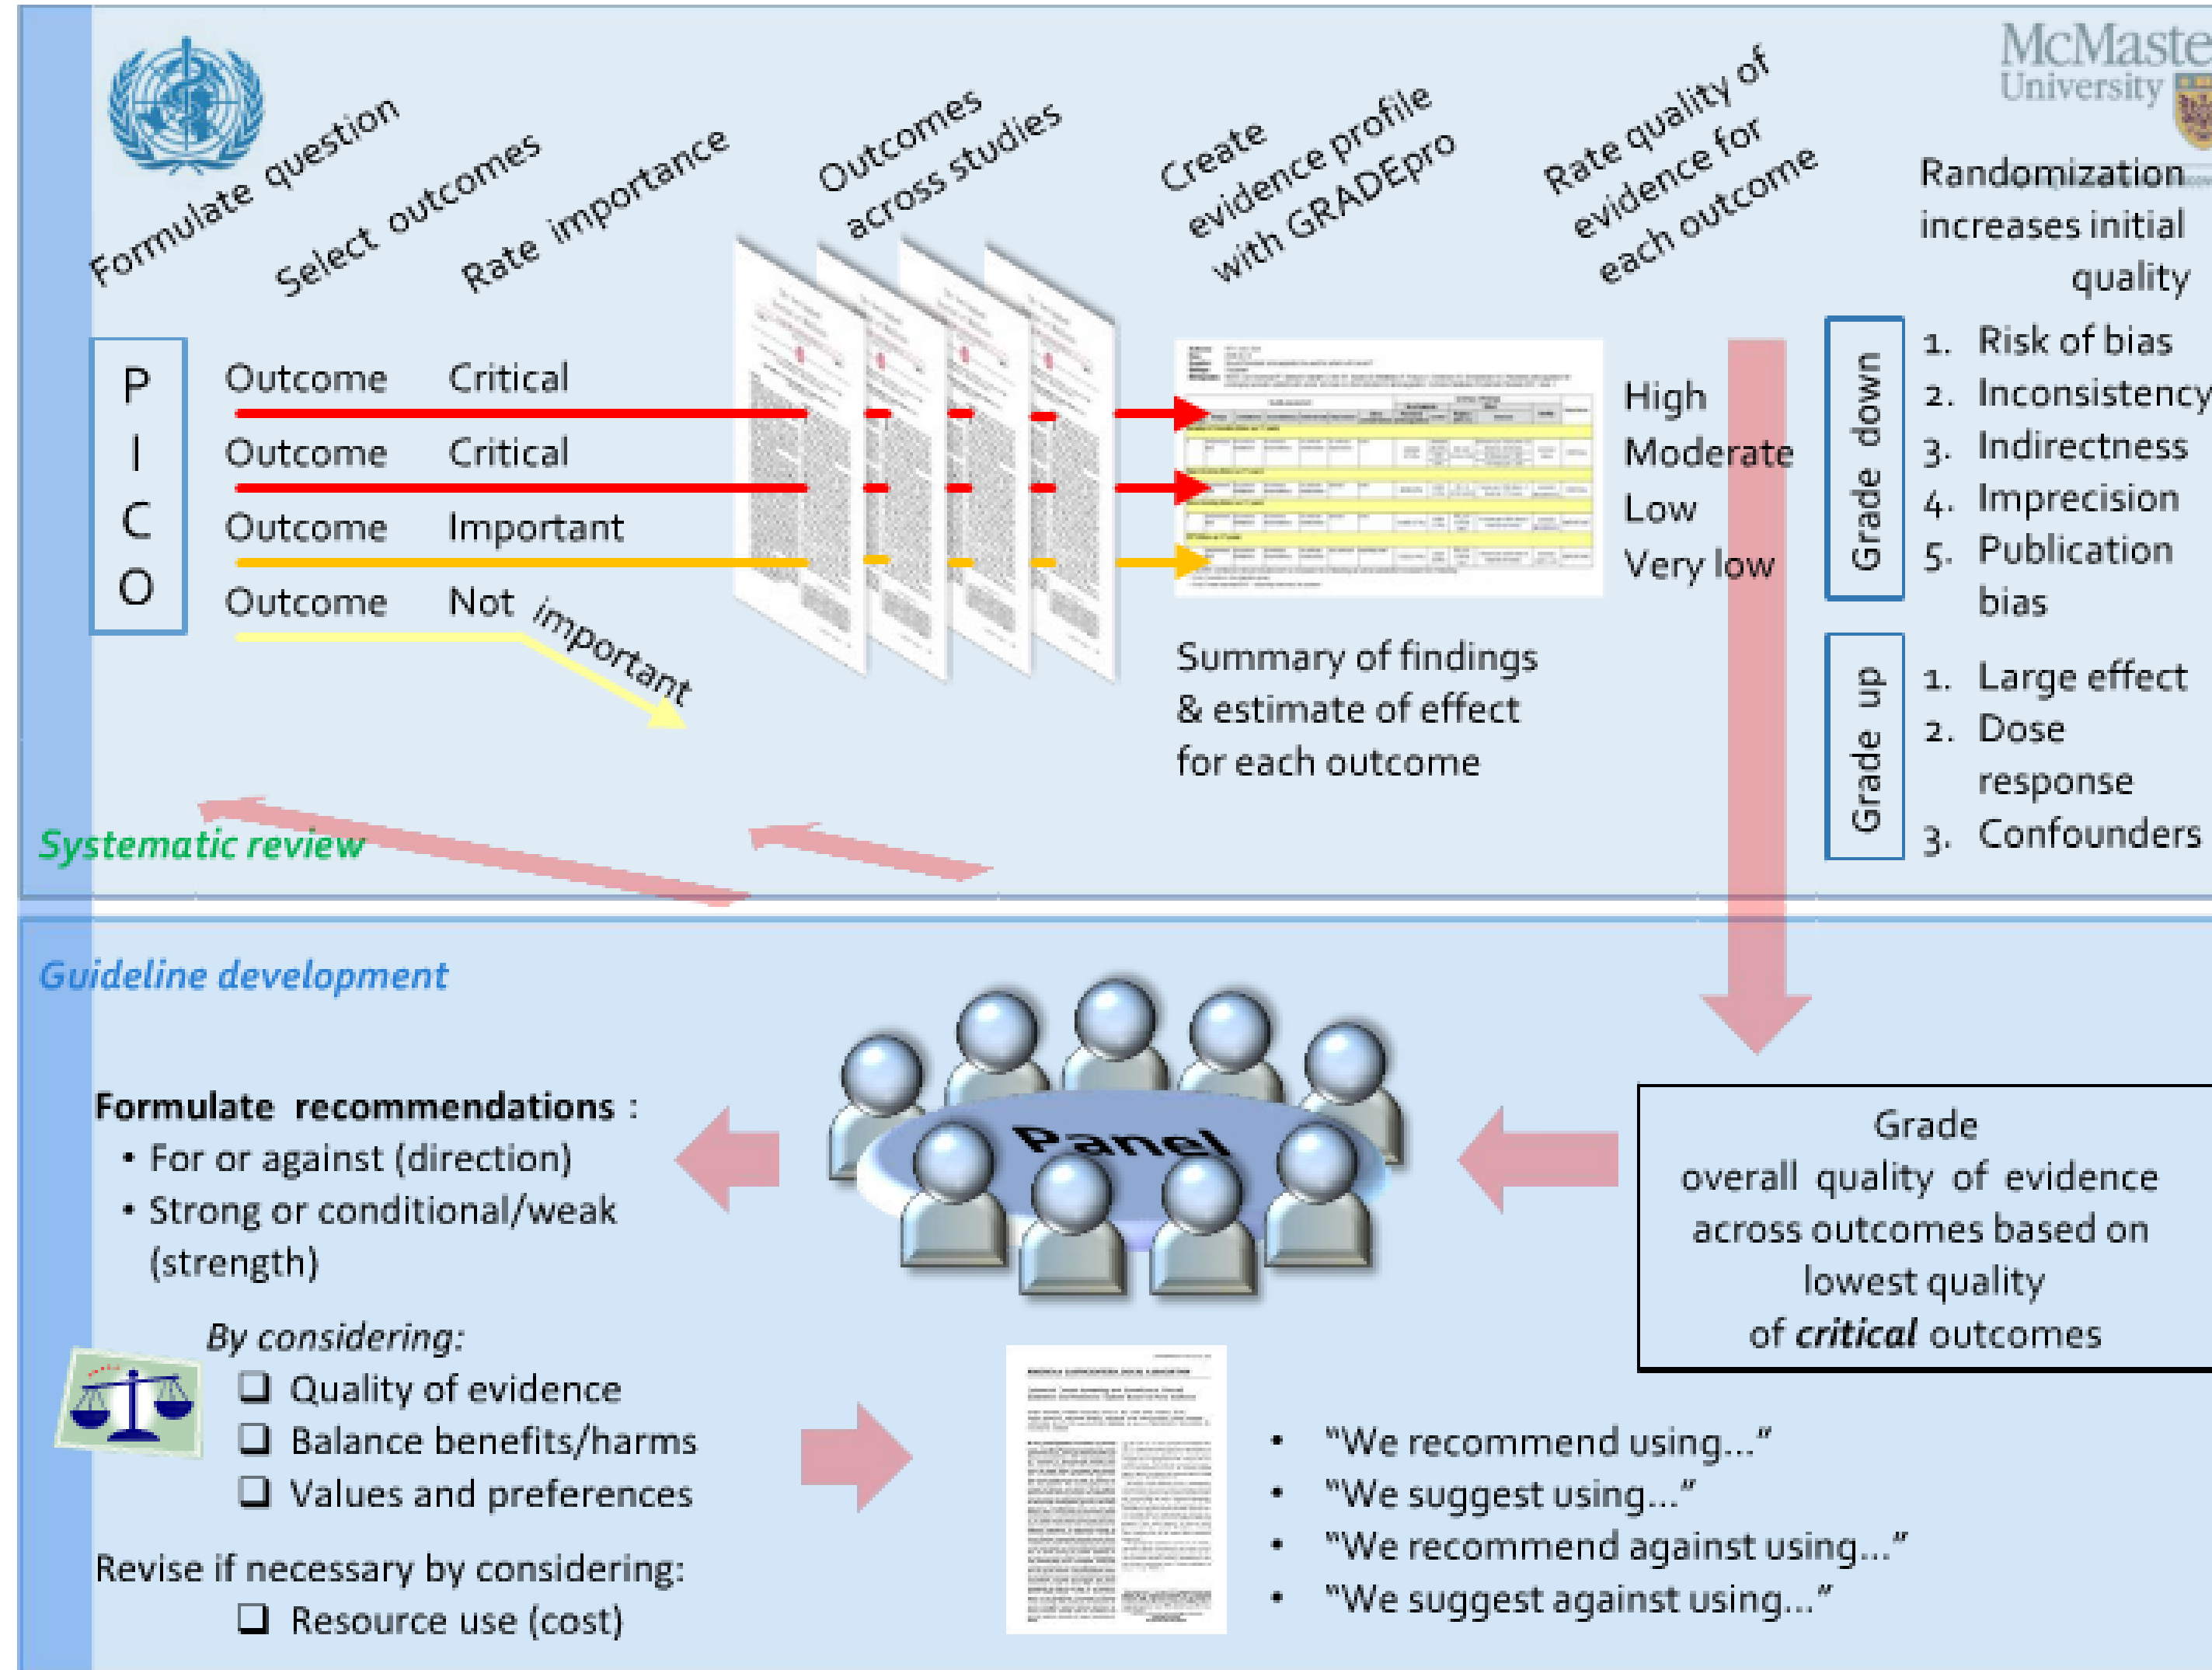 McMaste
University
Formulate question
Select outcomes
Rate importance
Outcomes
across studies
Create
evidence profile
with GRADEpro
Rate quality of
evidence for
each outcome
Randomization
increases initial
quality
P
I
C
O
Outcome Critical
Outcome Critical
Outcome Important
Outcome Not important
High
Moderate
Low
Very low
Summary of findings
& estimate of effect
for each outcome
Grade down
1. Risk of bias
2. Inconsistency
3. Indirectness
4. Imprecision
5. Publication
bias
Grade up
1. Large effect
2. Dose
response
3. Confounders
Systematic review
Guideline development
Formulate recommendations :
• For or against (direction)
• Strong or conditional/weak
(strength)
By considering:
❑ Quality of evidence
❑ Balance benefits/harms
❑ Values and preferences
Revise if necessary by considering:
❑ Resource use (cost)
Panel
Grade
overall quality of evidence
across outcomes based on
lowest quality
of critical outcomes
• “We recommend using…”
• “We suggest using…”
• “We recommend against using…”
• “We suggest against using…”